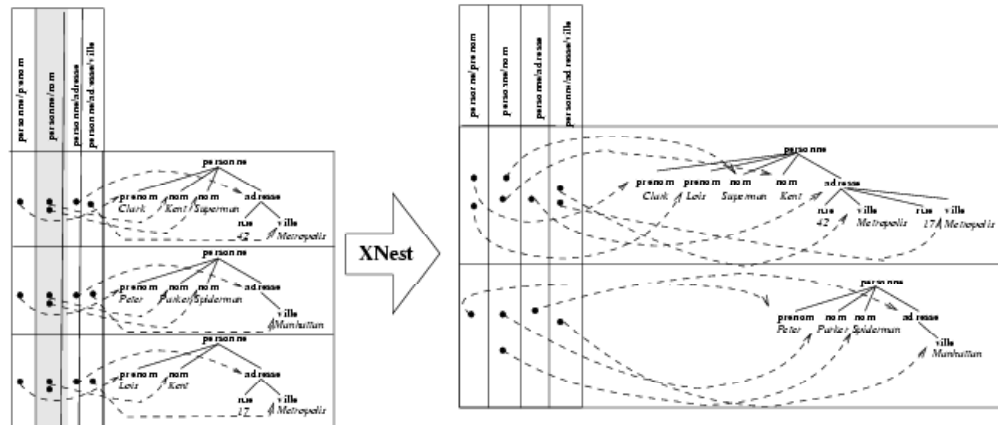 personne/prenom
personne/nom
personne/adresse
personne/adresse/ville
personne
prenom nom nom adresse
Clark Kent Superman
rue ville
42 Metropolis
personne
prenom nom nom adresse
Peter Parker Spiderman
ville
Manhattan
personne
prenom nom adresse
Lois Kent
rue ville
17 Metropolis
XNest
personne/prenom
personne/nom
personne/adresse
personne/adresse/ville
personne
prenom prenom nom nom adresse
Clark Lois Superman Kent
rue ville rue ville
42 Metropolis 17 Metropolis
personne
prenom nom nom adresse
Peter Parker Spiderman
ville
Manhattan